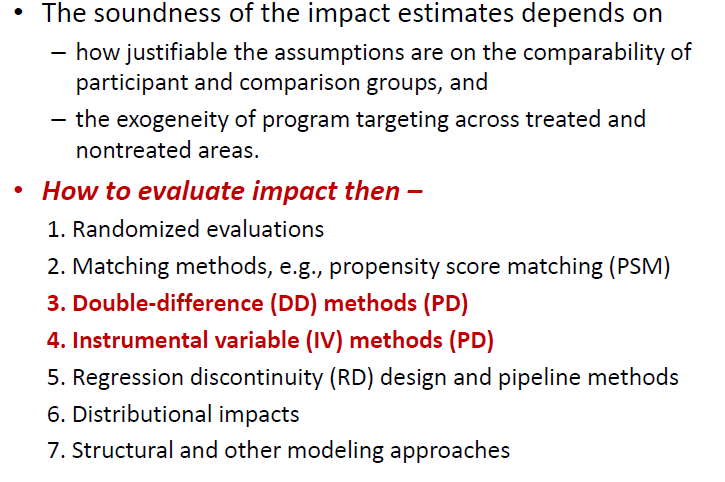 • The soundness of the impact estimates depends on
– how justifiable the assumptions are on the comparability of
participant and comparison groups, and
– the exogeneity of program targeting across treated and
nontreated areas.
• How to evaluate impact then –
1. Randomized evaluations
2. Matching methods, e.g., propensity score matching (PSM)
3. Double-difference (DD) methods (PD)
4. Instrumental variable (IV) methods (PD)
5. Regression discontinuity (RD) design and pipeline methods
6. Distributional impacts
7. Structural and other modeling approaches